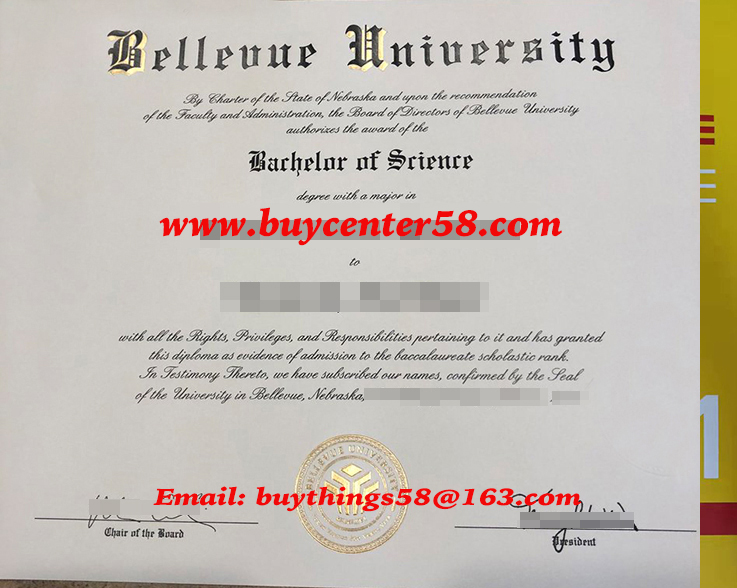 Bellevue University
By Charter of the State of Nebraska and upon the recommendation
of the Faculty and Administration, the Board of Directors of Bellevue University
authorizes the award of the
Bachelor of Science
degree with a major in
www.buycenter58.com
to
with all the Rights, Privileges, and Responsibilities pertaining to it and has granted
this diploma as evidence of admission to the baccalaureate scholastic rank.
In Testimony Thereto, we have subscribed our names, confirmed by the Seal
of the University in Bellevue, Nebraska,
BELLEVUE UNIVERSITY
Email: buythings58@163.com
Chair of the Board
President
1